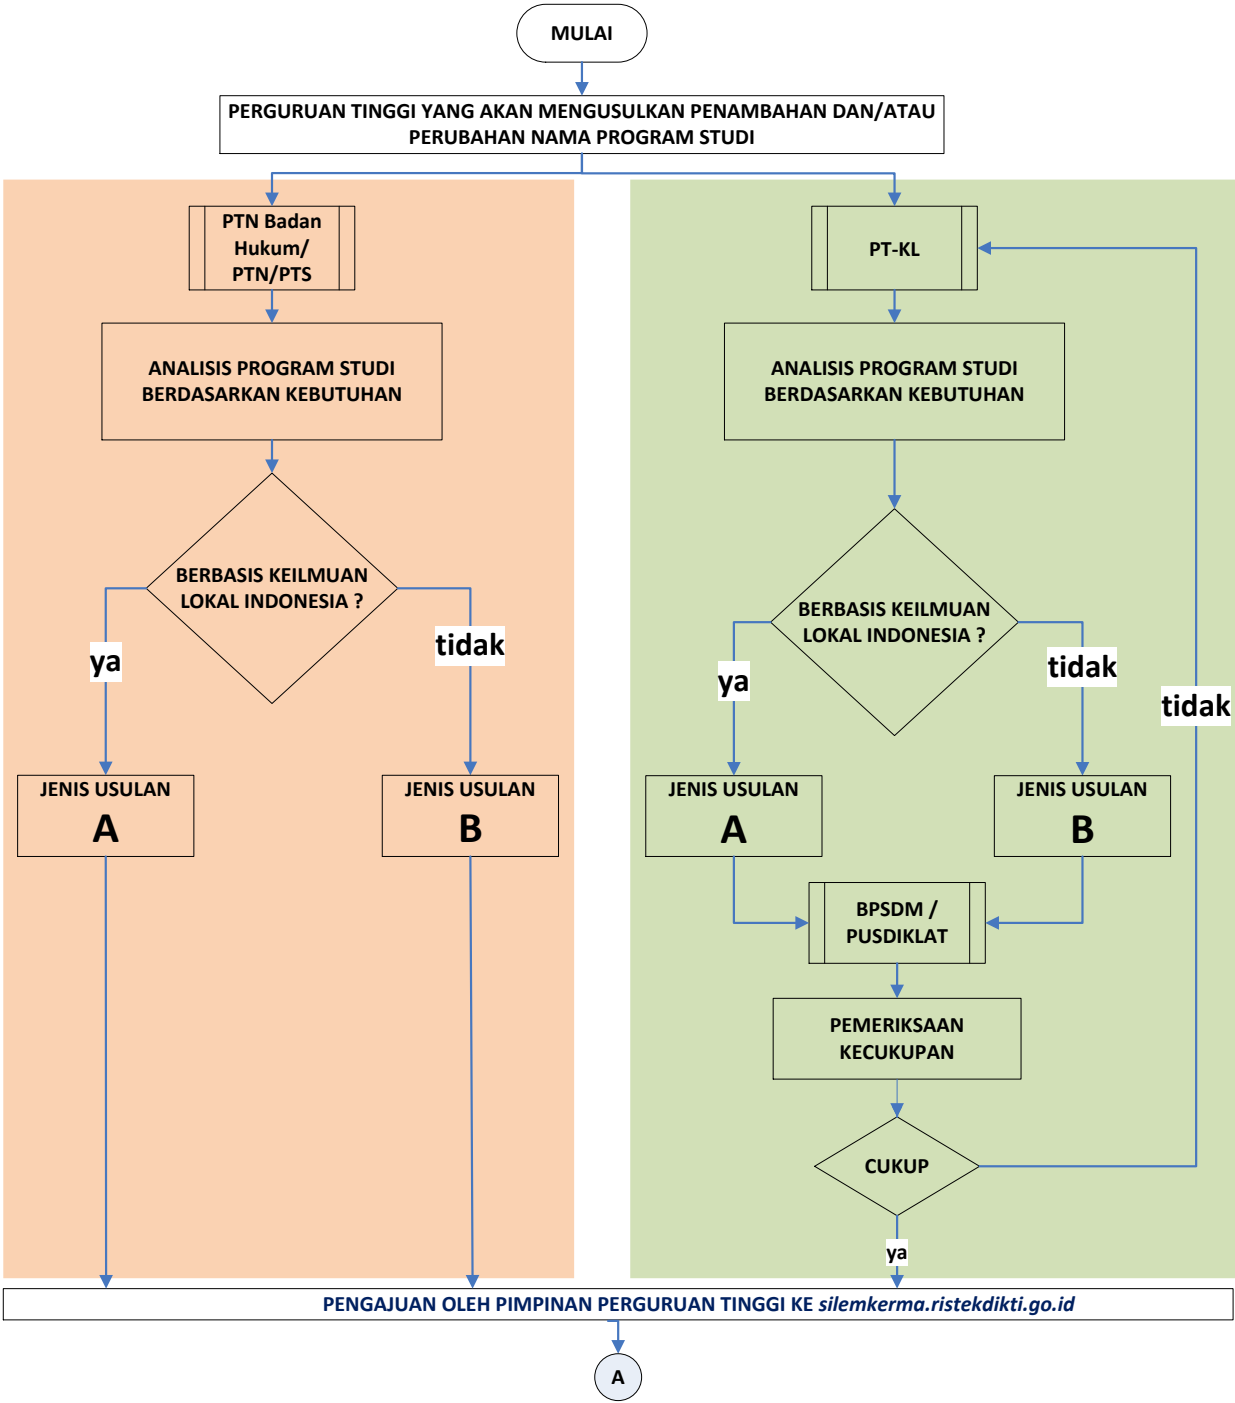 MULAI
PERGURUAN TINGGI YANG AKAN MENGUSULKAN PENAMBAHAN DAN/ATAU
PERUBAHAN NAMA PROGRAM STUDI
PTN Badan
Hukum/
PTN/PTS
ANALISIS PROGRAM STUDI
BERDASARKAN KEBUTUHAN
BERBASIS KEILMUAN
LOKAL INDONESIA ?
ya
tidak
JENIS USULAN
A
JENIS USULAN
B
PT-KL
ANALISIS PROGRAM STUDI
BERDASARKAN KEBUTUHAN
BERBASIS KEILMUAN
LOKAL INDONESIA ?
ya
tidak
tidak
JENIS USULAN
A
JENIS USULAN
B
BPSDM /
PUSDIKLAT
PEMERIKSAAN
KECUKUPAN
CUKUP
ya
PENGAJUAN OLEH PIMPINAN PERGURUAN TINGGI KE silemkerma.ristekdikti.go.id
A